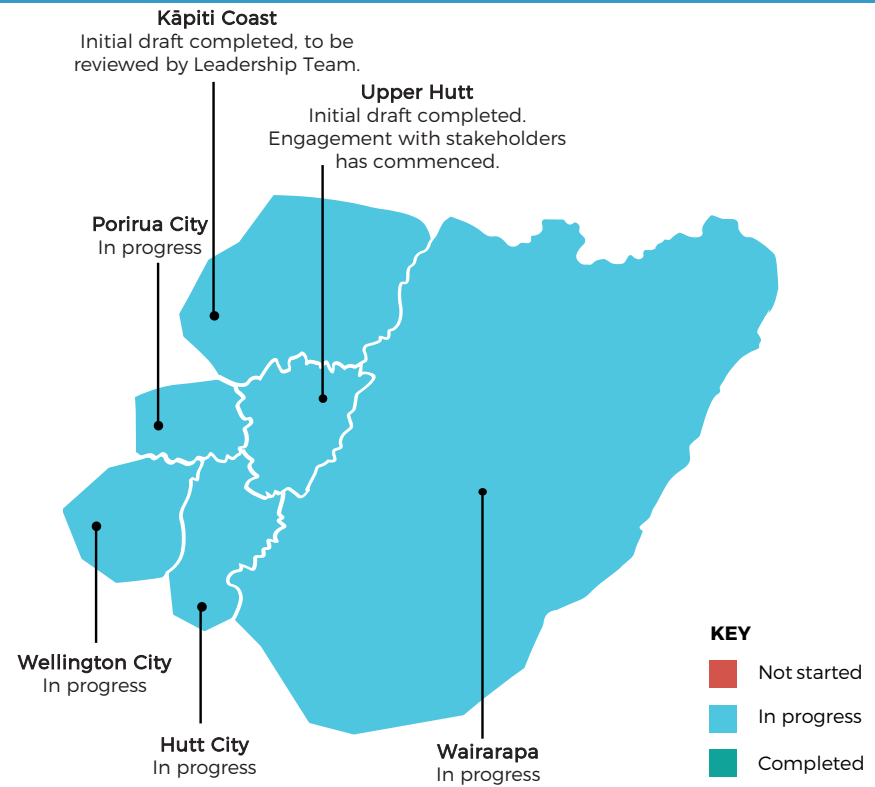 Kāpiti Coast
Initial draft completed, to be
reviewed by Leadership Team.
Upper Hutt
Initial draft completed.
Engagement with stakeholders
has commenced.
Porirua City
In progress
Wellington City
In progress
Hutt City
In progress
Wairarapa
In progress
KEY
Not started
In progress
Completed